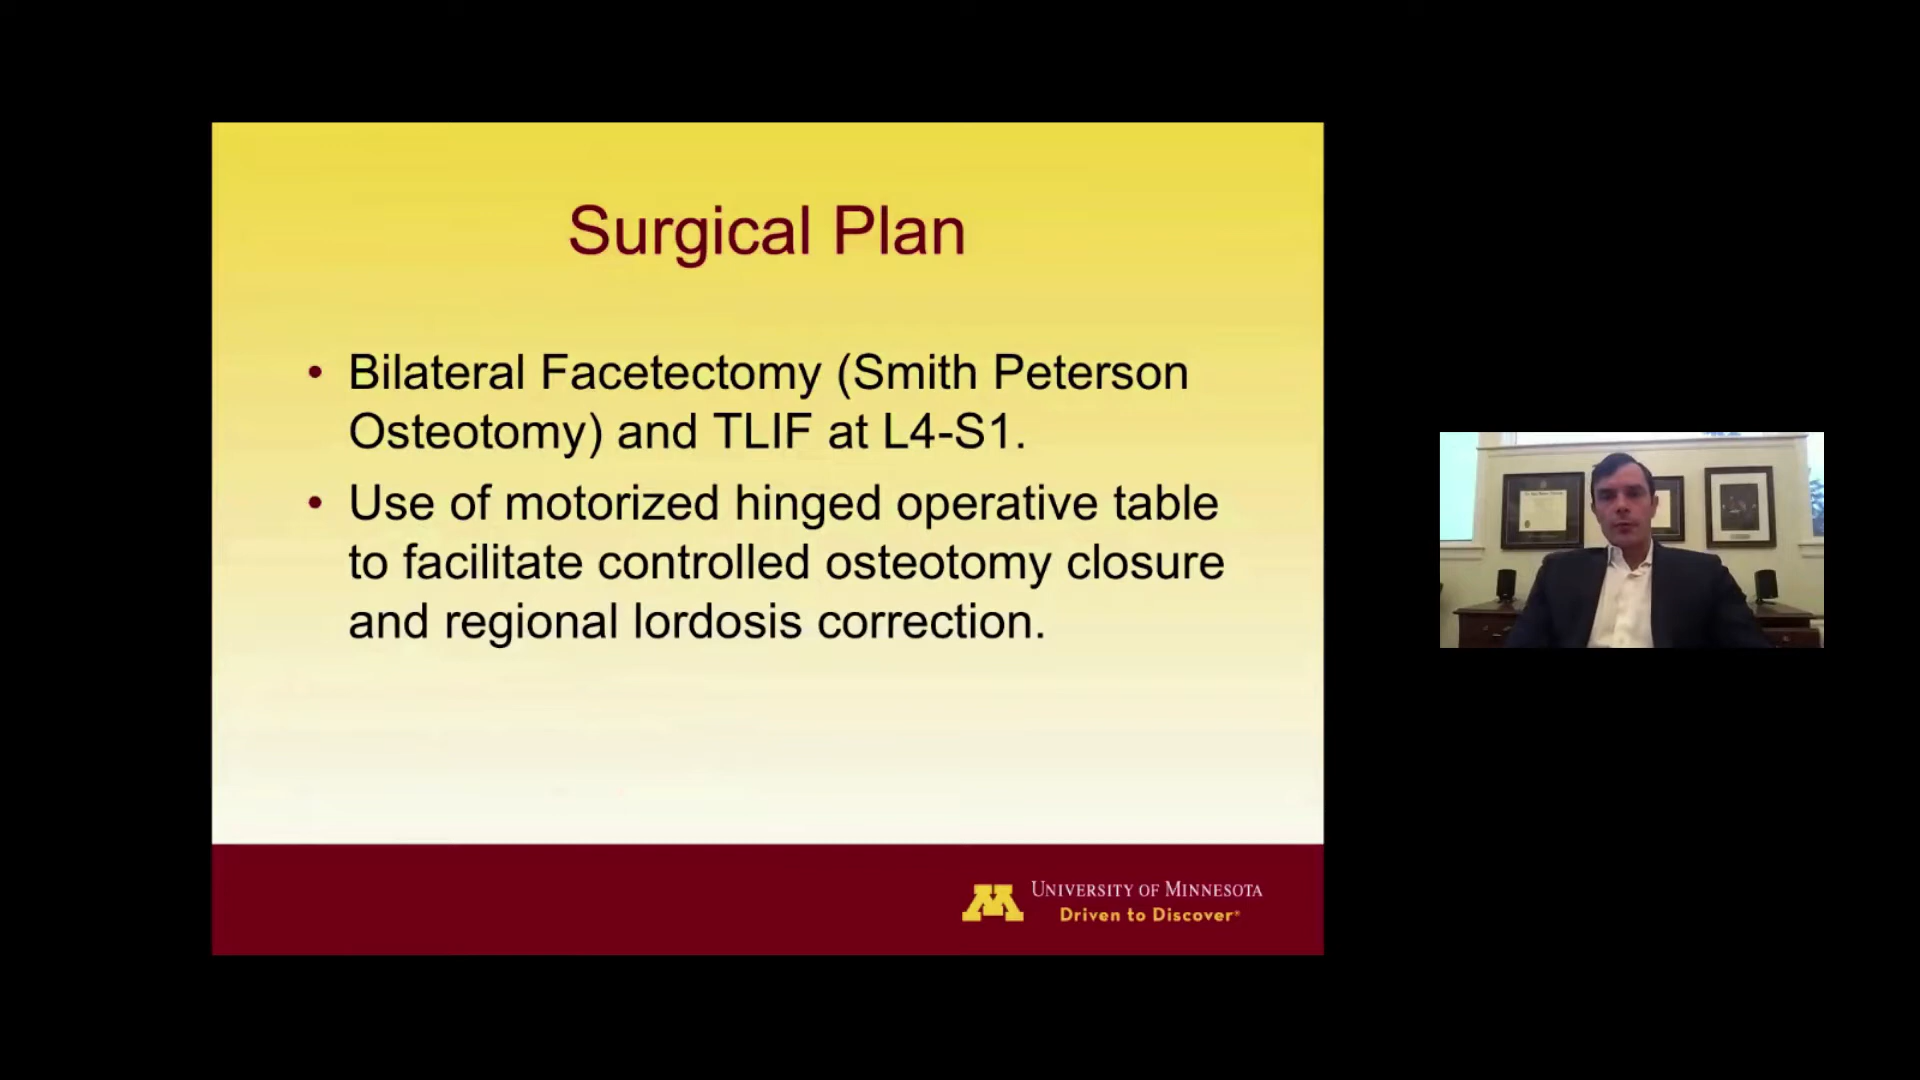 Surgical Plan
• Bilateral Facetectomy (Smith Peterson
Osteotomy) and TLIF at L4-S1.
• Use of motorized hinged operative table
to facilitate controlled osteotomy closure
and regional lordosis correction.
M
UNIVERSITY OF MINNESOTA
Driven to Discover®